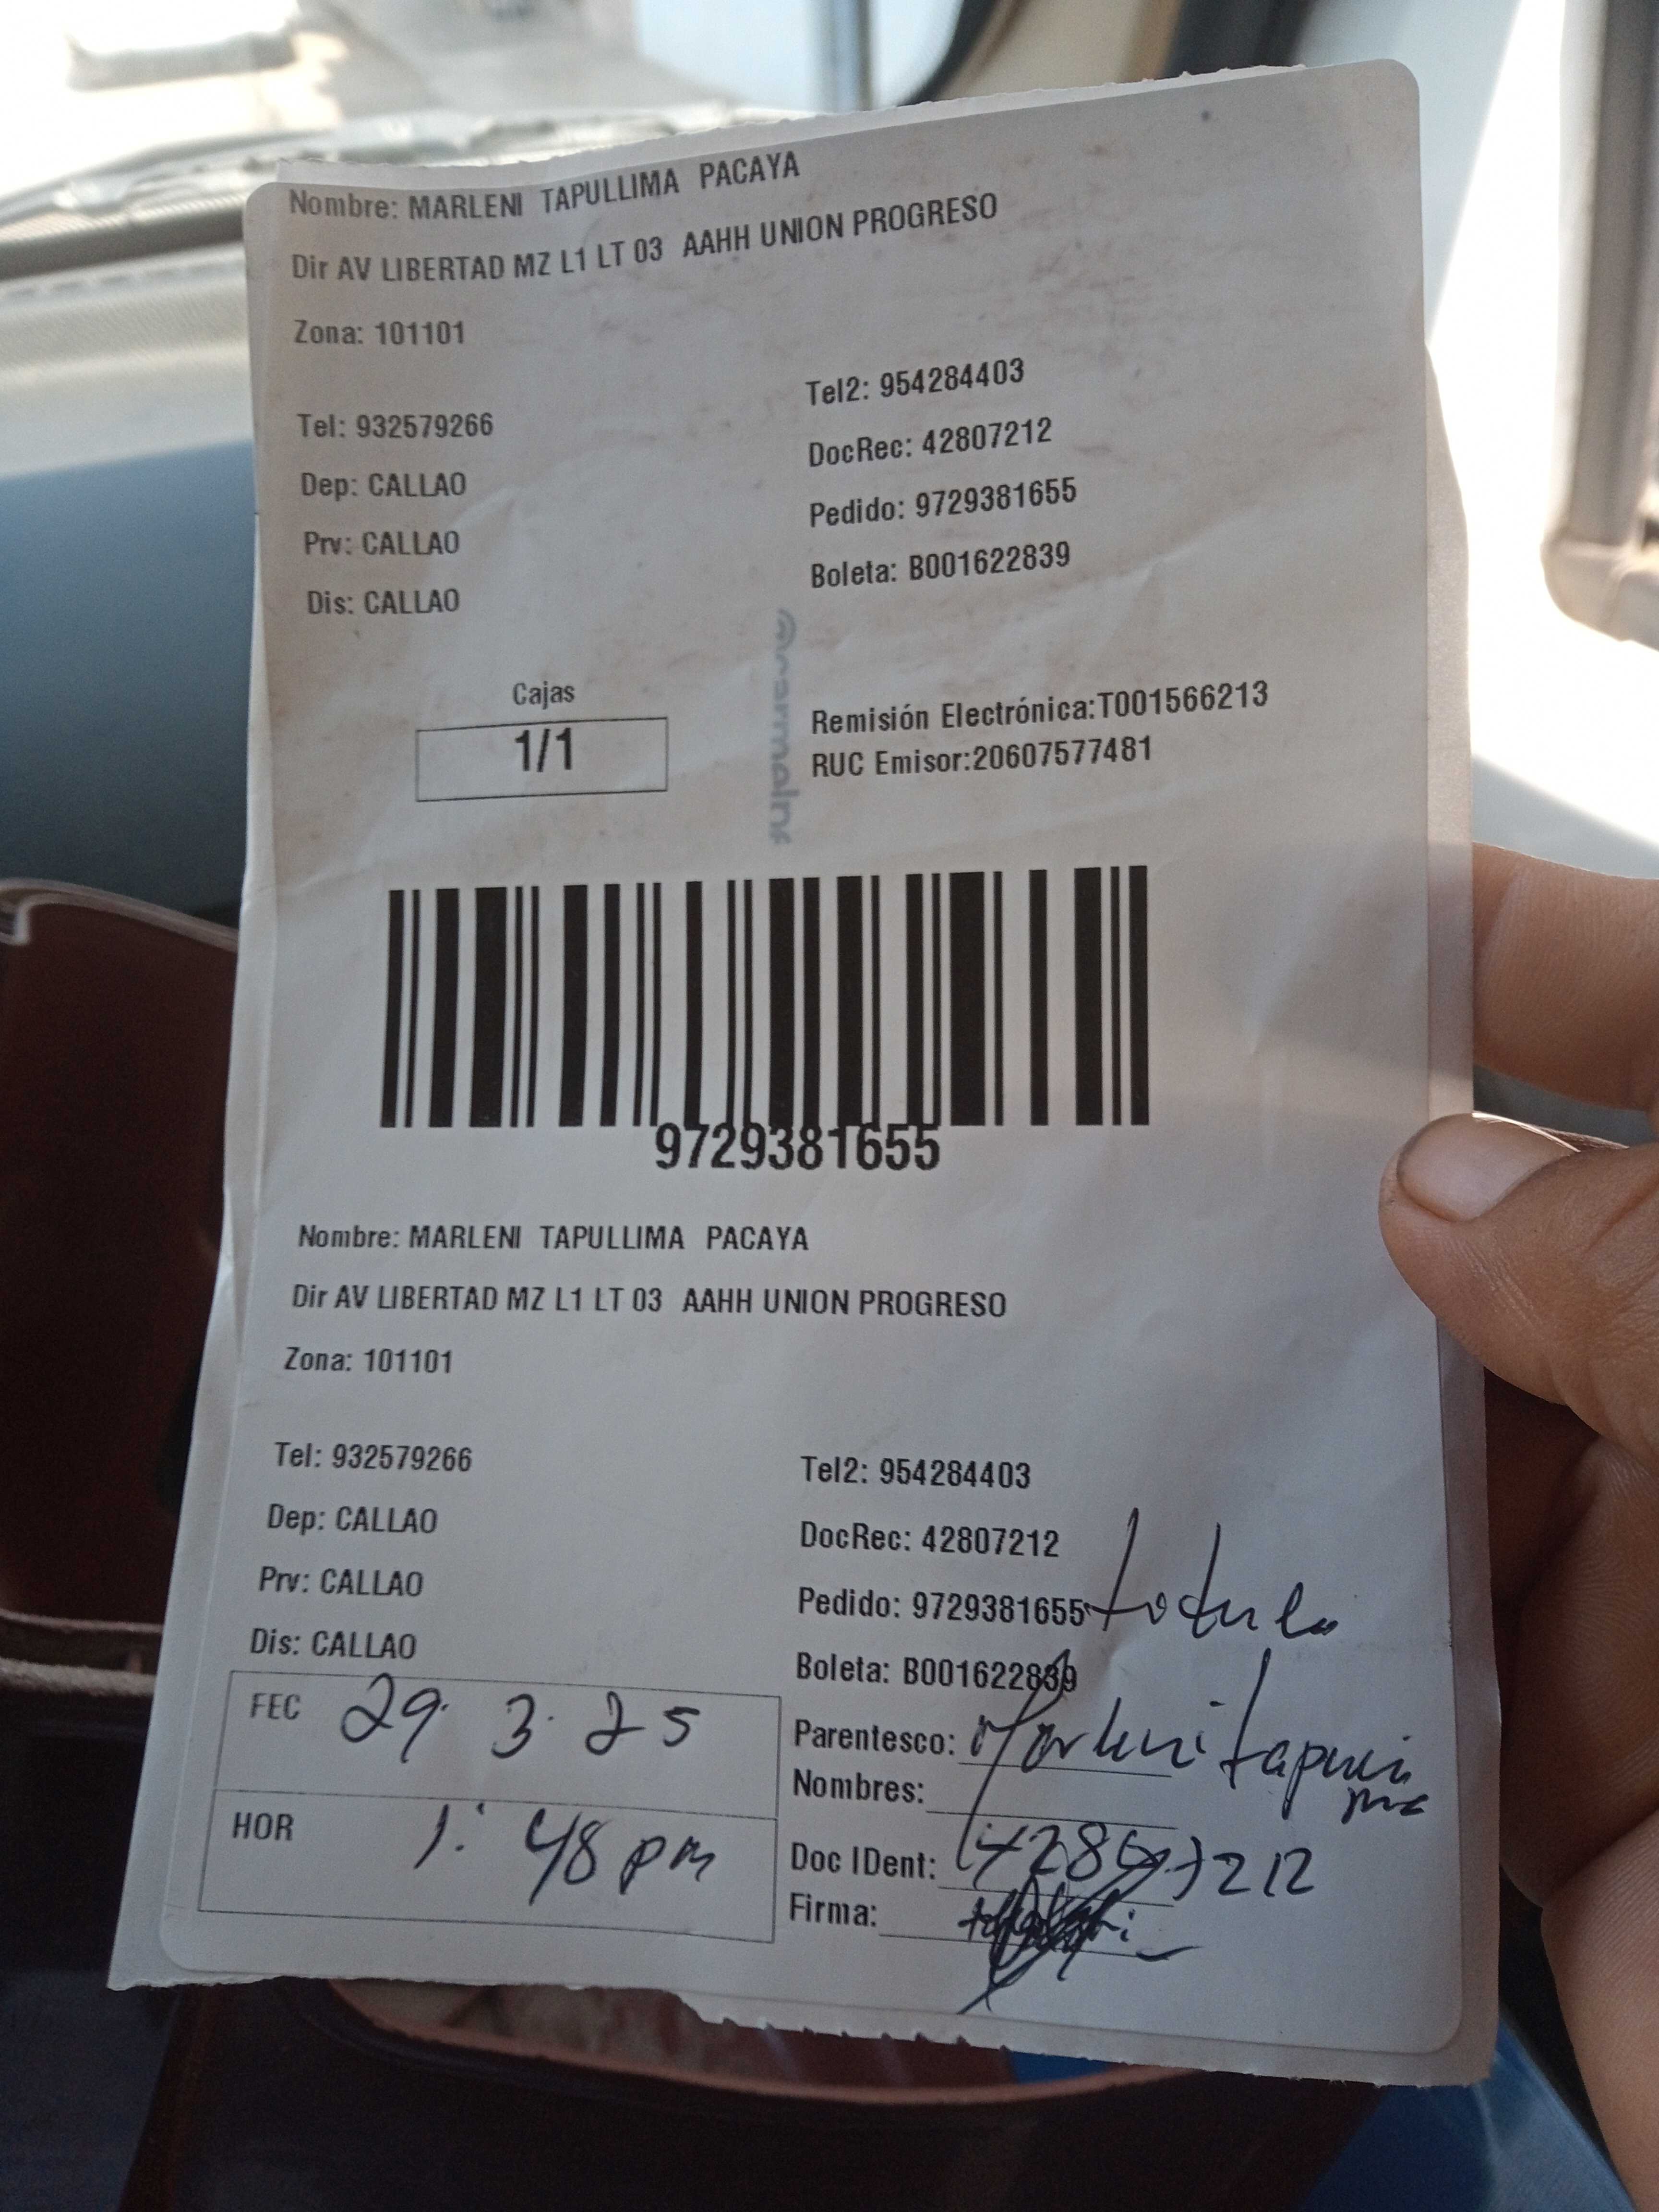 Nombre: MARLENI TAPULLIMA PACAYA
Dir AV LIBERTAD MZ L1 LT 03 AAHH UNION PROGRESO
Zona: 101101
Tel: 932579266
Tel2: 954284403
DocRec: 42807212
Dep: CALLAO
Pedido: 9729381655
Prv: CALLAO
Boleta: B001622839
Dis: CALLAO
Cajas
1/1
Remisión Electrónica:T001566213
RUC Emisor:20607577481
9729381655
Nombre: MARLENI TAPULLIMA PACAYA
Dir AV LIBERTAD MZ L1 LT 03 AAHH UNION PROGRESO
Zona: 101101
Tel: 932579266
Tel2: 954284403
Dep: CALLAO
DocRec: 42807212
Prv: CALLAO
Pedido: 9729381655
Dis: CALLAO
Boleta: B001622839
FEC 29. 3. 25
Parentesco: Marleni
Nombres:
HOR 1:48 pm
Doc IDent:
Firma: